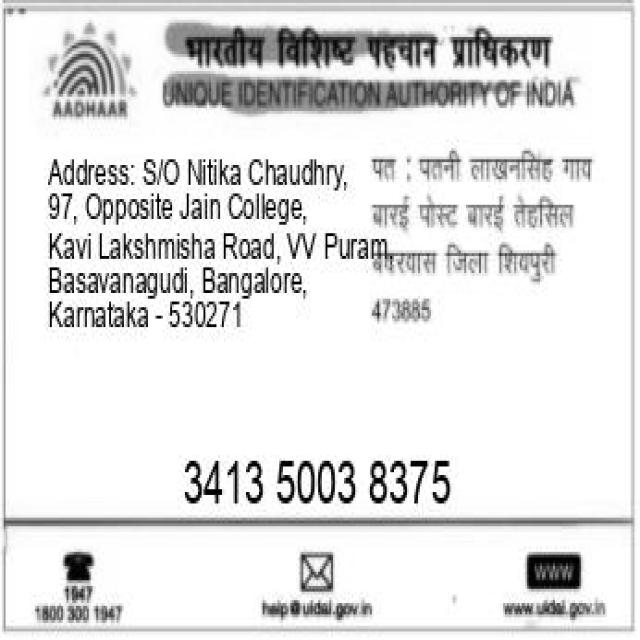 भारतीय विशिष्ट पहचान प्राधिकरण
AADHAAR
UNIQUE IDENTIFICATION AUTHORITY OF INDIA
Address: S/O Nitika Chaudhry,
97, Opposite Jain College,
Kavi Lakshmisha Road, VV Puram,
Basavanagudi, Bangalore,
Karnataka - 530271
पत : पतनी लाखनसिंह गाव
बारई पोस्ट बारई तेहसिल
जिला शिवपुरी
473885
3413 5003 8375
1947
1800 300 1947
help@uidai.gov.in
WWW
www.uidai.gov.in